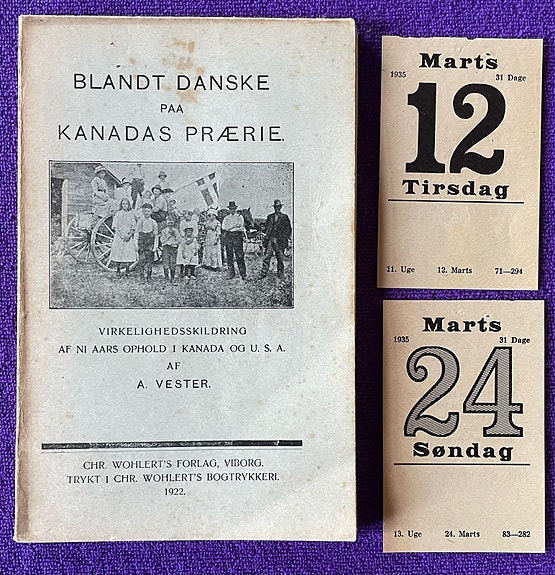 BLANDT DANSKE
PAA
KANADAS PRÆRIE.
VIRKELIGHEDSSKILDRING
AF NI AARS OPHOLD I KANADA OG U. S. A.
AF
A. VESTER.
CHR. WOHLERT'S FORLAG, VIBORG.
TRYKT I CHR. WOHLERT'S BOGTRYKKERI.
1922.
Marts
1935 31 Dage
12
Tirsdag
11. Uge 12. Marts 71—294
Marts
1935 31 Dage
24
Søndag
13. Uge 24. Marts 83—282